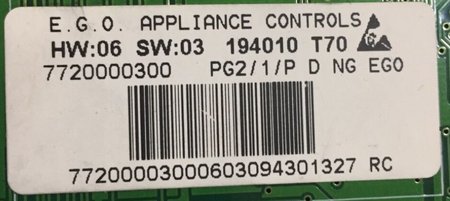 E.G.O. APPLIANCE CONTROLS
HW:06 SW:03 194010 T70
7720000300 PG2/1/P D NG EGO
77200003000603094301327 RC